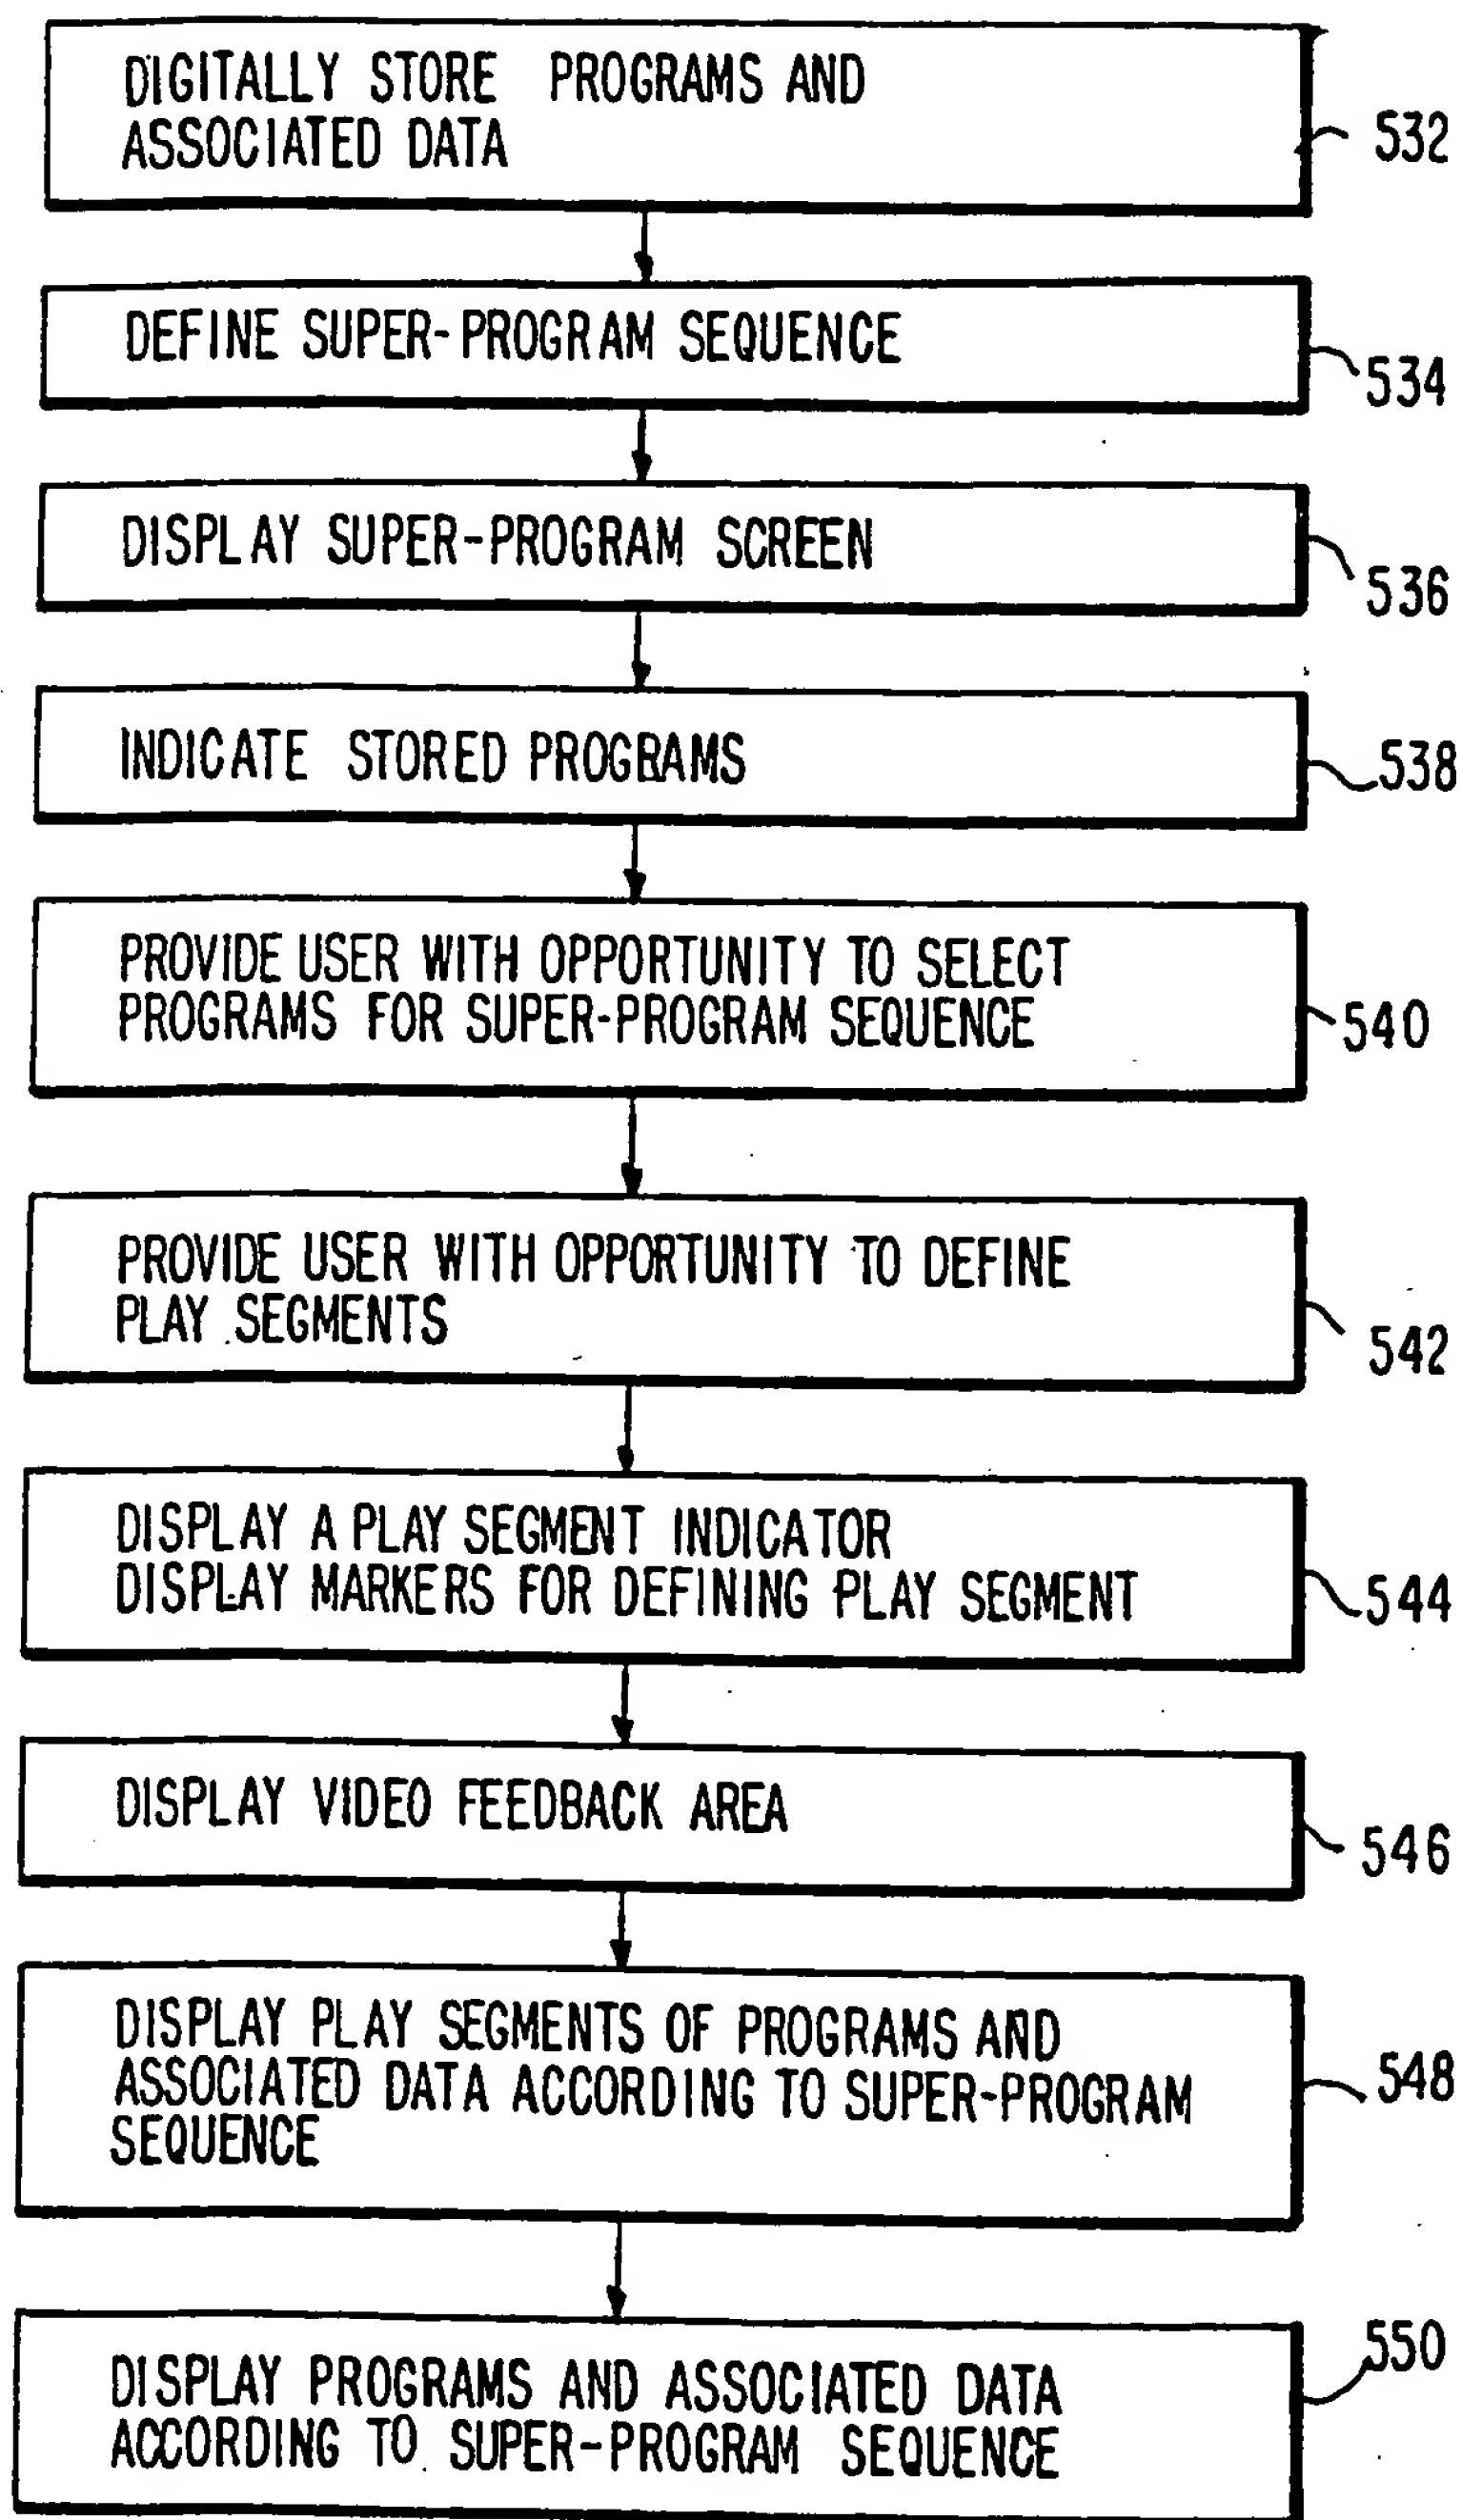 DIGITALLY STORE PROGRAMS AND
ASSOCIATED DATA
532
DEFINE SUPER-PROGRAM SEQUENCE
534
DISPLAY SUPER-PROGRAM SCREEN
536
INDICATE STORED PROGRAMS
538
PROVIDE USER WITH OPPORTUNITY TO SELECT
PROGRAMS FOR SUPER-PROGRAM SEQUENCE
540
PROVIDE USER WITH OPPORTUNITY TO DEFINE
PLAY SEGMENTS
542
DISPLAY A PLAY SEGMENT INDICATOR
DISPLAY MARKERS FOR DEFINING PLAY SEGMENT
544
DISPLAY VIDEO FEEDBACK AREA
546
DISPLAY PLAY SEGMENTS OF PROGRAMS AND
ASSOCIATED DATA ACCORDING TO SUPER-PROGRAM
SEQUENCE
548
DISPLAY PROGRAMS AND ASSOCIATED DATA
ACCORDING TO SUPER-PROGRAM SEQUENCE
550